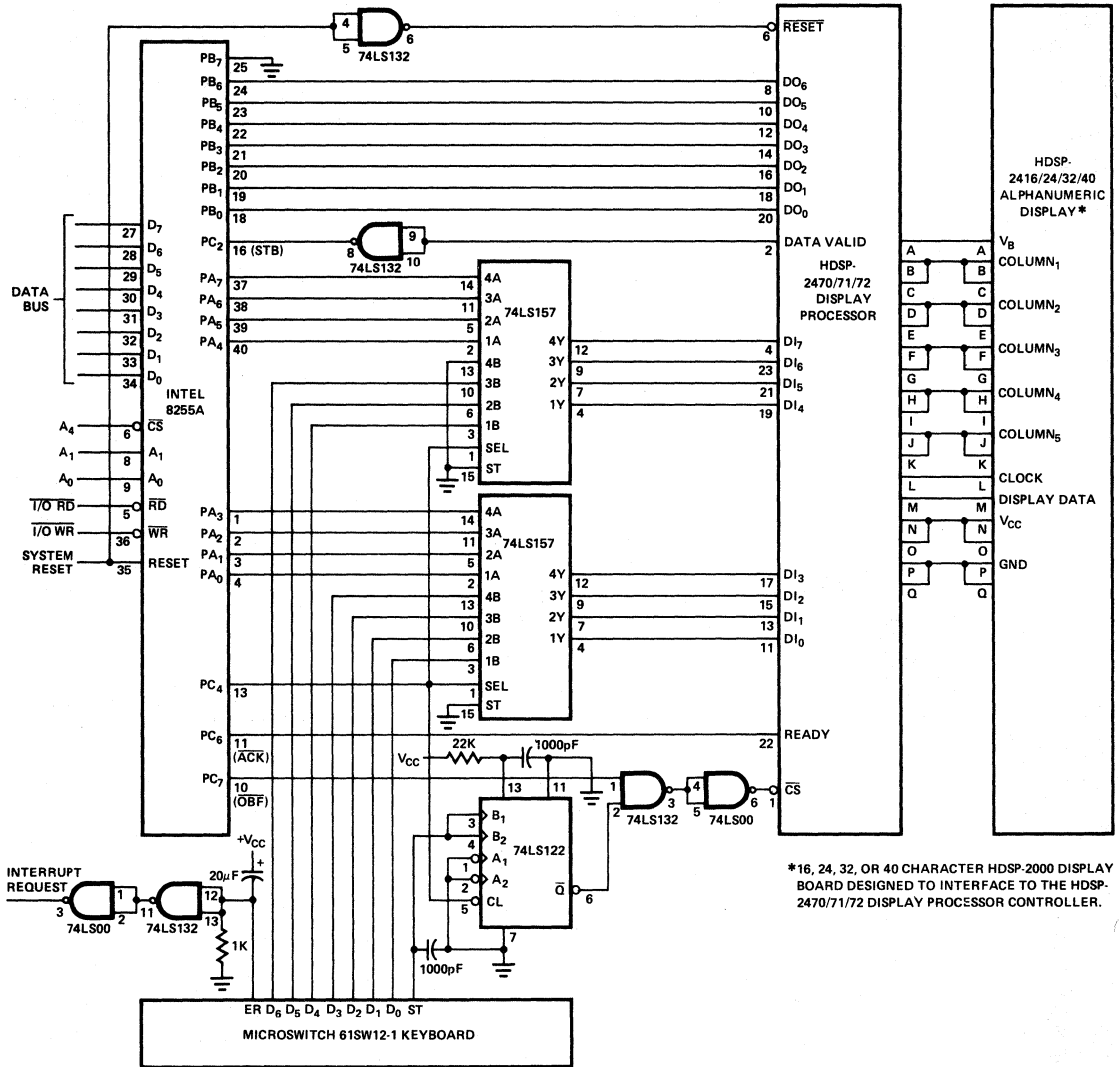 4
5
6
74LS132
6
RESET
PB7
25
PB6
24
8
DO6
PB5
23
10
DO5
PB4
22
12
DO4
PB3
21
14
DO3
PB2
20
16
DO2
PB1
19
18
DO1
PB0
18
20
DO0
PC2
16 (STB)
8
9
10
74LS132
2
DATA VALID
HDSP-
2470/71/72
DISPLAY
PROCESSOR
HDSP-
2416/24/32/40
ALPHANUMERIC
DISPLAY*
DATA
BUS
27
D7
28
D6
29
D5
30
D4
31
D3
32
D2
33
D1
34
D0
INTEL
8255A
A4
6
CS
A1
8
A1
A0
9
A0
I/O RD
5
RD
I/O WR
36
WR
SYSTEM
RESET
35
RESET
PA7
37
PA6
38
PA5
39
PA4
40
14
4A
11
3A
5
2A
2
1A
13
4B
10
3B
6
2B
3
1B
1
SEL
15
ST
74LS157
4Y
12
3Y
9
2Y
7
1Y
4
4
DI7
23
DI6
21
DI5
19
DI4
A
B
C
D
E
F
G
H
I
J
K
L
M
N
O
P
Q
A
B
C
D
E
F
G
H
I
J
K
L
M
N
O
P
Q
VB
COLUMN1
COLUMN2
COLUMN3
COLUMN4
COLUMN5
CLOCK
DISPLAY DATA
VCC
GND
PA3
1
PA2
2
PA1
3
PA0
4
14
4A
11
3A
5
2A
2
1A
13
4B
10
3B
6
2B
3
1B
1
SEL
15
ST
74LS157
4Y
12
3Y
9
2Y
7
1Y
4
17
DI3
15
DI2
13
DI1
11
DI0
PC4
13
PC6
11
(ACK)
22
READY
PC7
10
(OBF)
VCC
22K
1000pF
13
11
3
B1
4
B2
1
A1
2
A2
5
CL
74LS122
Q
6
7
1000pF
1
2
3
74LS132
4
5
6
74LS00
1
CS
+VCC
+
20μF
INTERRUPT
REQUEST
3
1
2
74LS00
11
12
13
74LS132
1K
ER D6 D5 D4 D3 D2 D1 D0 ST
MICROSWITCH 61SW12-1 KEYBOARD
*16, 24, 32, OR 40 CHARACTER HDSP-2000 DISPLAY
BOARD DESIGNED TO INTERFACE TO THE HDSP-
2470/71/72 DISPLAY PROCESSOR CONTROLLER.